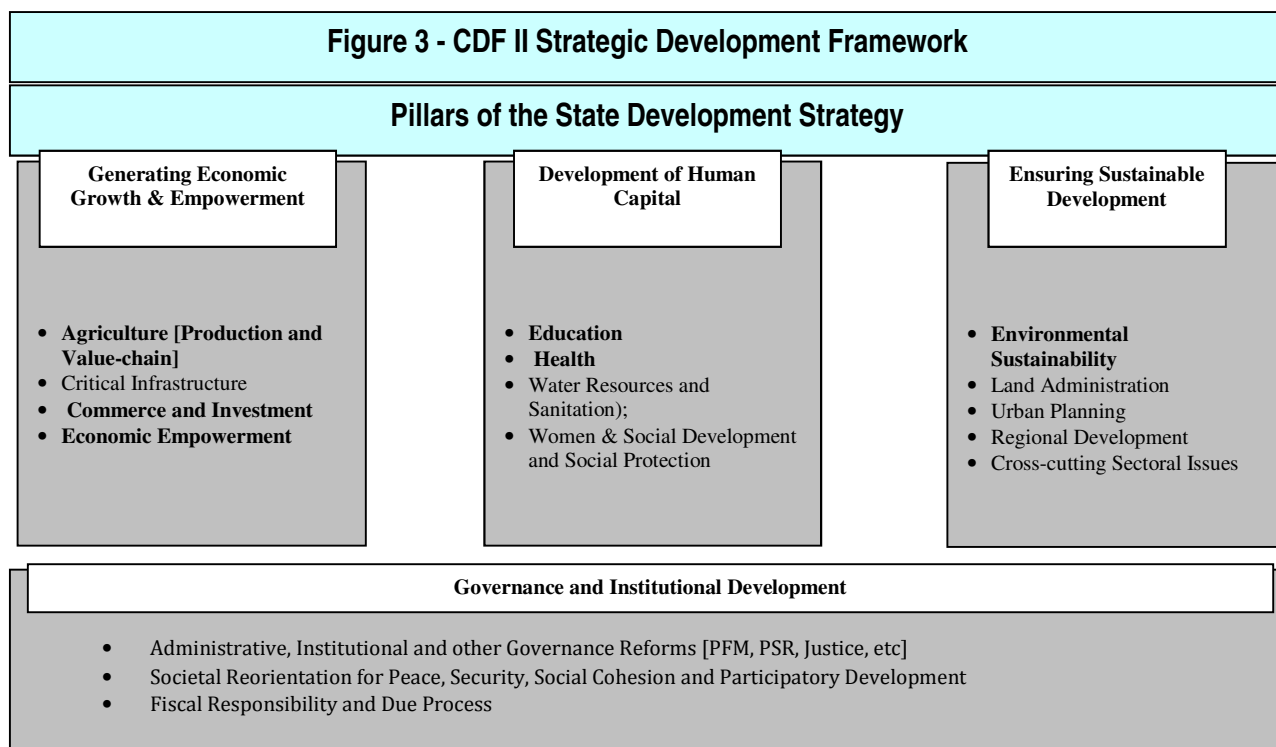 Figure 3 - CDF II Strategic Development Framework
Pillars of the State Development Strategy
Generating Economic
Growth & Empowerment
• Agriculture [Production and
Value-chain]
• Critical Infrastructure
• Commerce and Investment
• Economic Empowerment
Development of Human
Capital
• Education
• Health
• Water Resources and
Sanitation);
• Women & Social Development
and Social Protection
Ensuring Sustainable
Development
• Environmental
Sustainability
• Land Administration
• Urban Planning
• Regional Development
• Cross-cutting Sectoral Issues
Governance and Institutional Development
• Administrative, Institutional and other Governance Reforms [PFM, PSR, Justice, etc]
• Societal Reorientation for Peace, Security, Social Cohesion and Participatory Development
• Fiscal Responsibility and Due Process